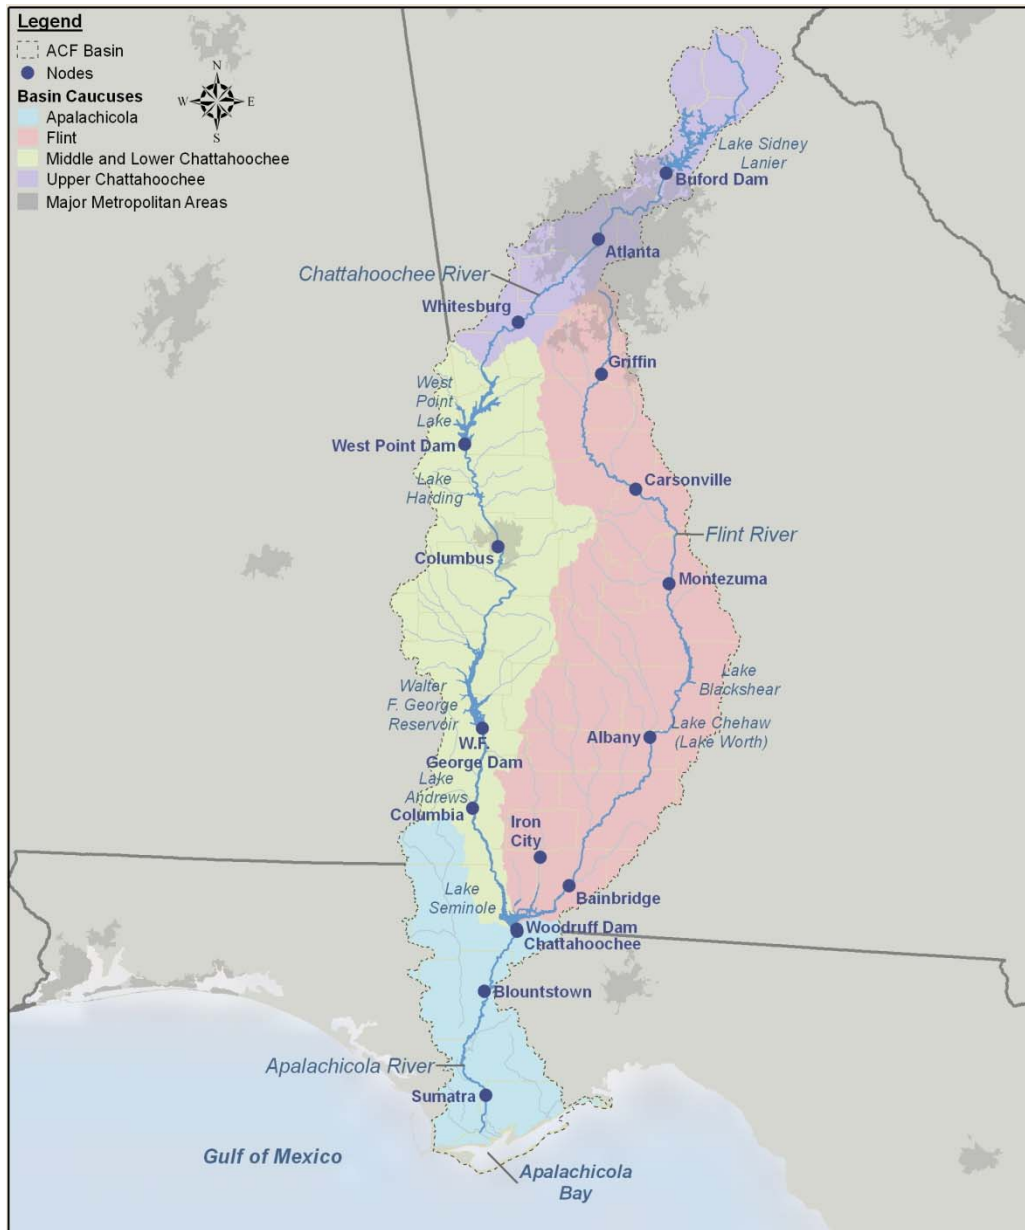 Legend
ACF Basin
Nodes
Basin Caucuses
Apalachicola
Flint
Middle and Lower Chattahoochee
Upper Chattahoochee
Major Metropolitan Areas
N
W
E
S
Lake Sidney
Lanier
Buford Dam
Atlanta
Chattahoochee River
Whitesburg
Griffin
West
Point
Lake
West Point Dam
Lake
Harding
Carsonville
Flint River
Columbus
Montezuma
Walter
F. George
Reservoir
Lake
Blackshear
Lake Chehaw
(Lake Worth)
Albany
W.F.
George Dam
Lake
Andrews
Columbia
Iron
City
Lake
Seminole
Bainbridge
Woodruff Dam
Chattahoochee
Blountstown
Apalachicola River
Sumatra
Gulf of Mexico
Apalachicola
Bay